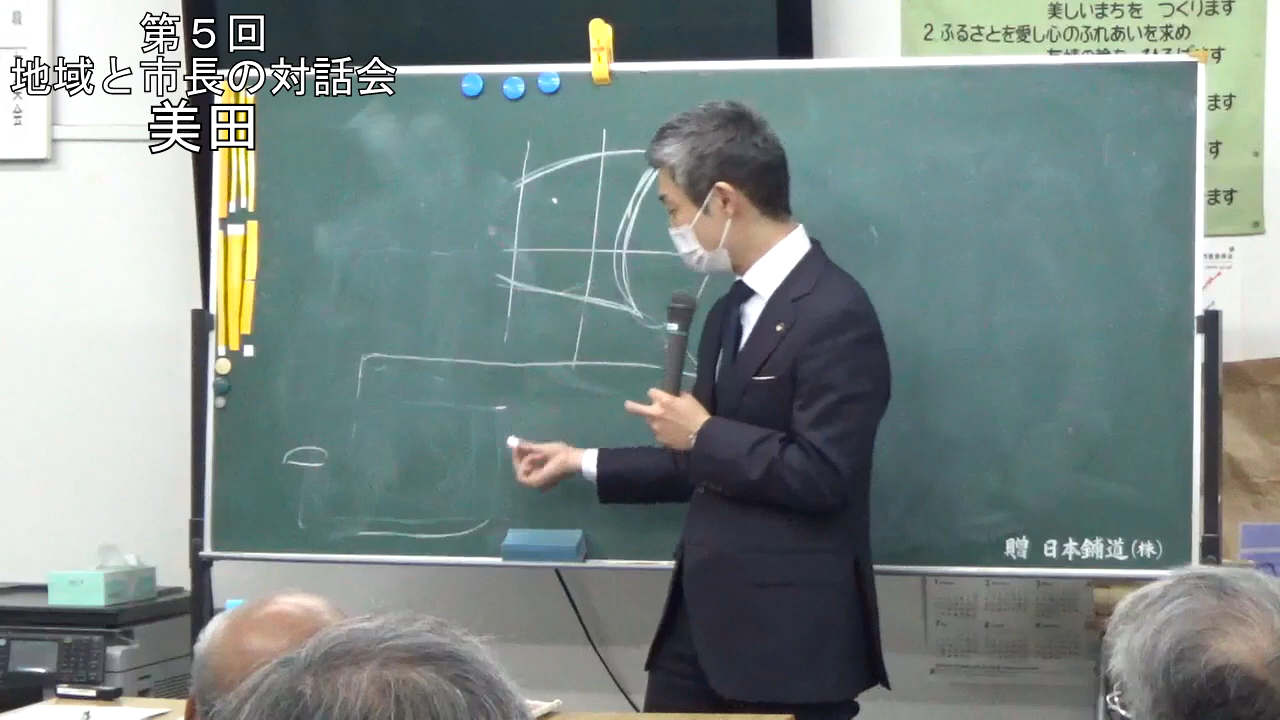 第５回
地域と市長の対話会
美田
美しいまちを つくります
2 ふるさとを愛し心のふれあいを求め
ます
ます
す
ます
贈 日本鋪道(株)